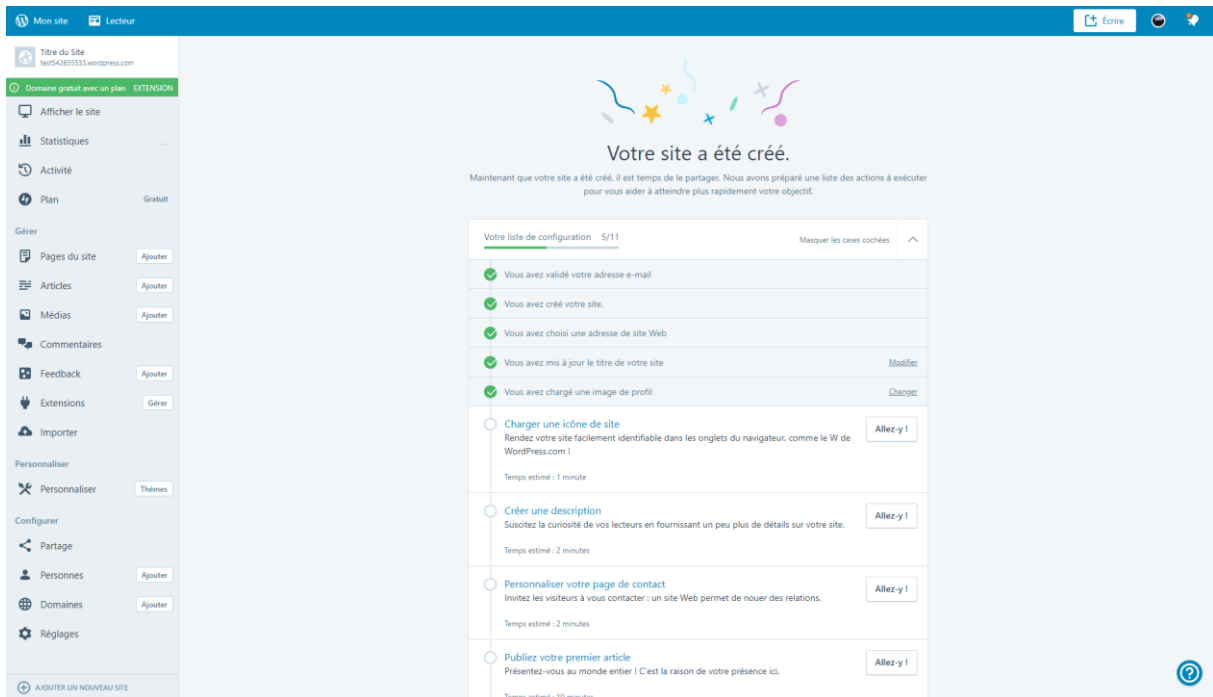 Mon site
Lecteur
Écrire
Titre du Site
test542655533.wordpress.com
Domaine gratuit avec un plan EXTENSION
Afficher le site
Statistiques
Activité
Plan Gratuit
Gérer
Pages du site Ajouter
Articles Ajouter
Médias Ajouter
Commentaires
Feedback Ajouter
Extensions Gérer
Importer
Personnaliser
Personnaliser Thèmes
Configurer
Partage
Personnes Ajouter
Domaines Ajouter
Réglages
AJOUTER UN NOUVEAU SITE
Votre site a été créé.
Maintenant que votre site a été créé, il est temps de le partager. Nous avons préparé une liste des actions à exécuter
pour vous aider à atteindre plus rapidement votre objectif.
Votre liste de configuration 5/11
Masquer les cases cochées
Vous avez validé votre adresse e-mail
Vous avez créé votre site.
Vous avez choisi une adresse de site Web
Vous avez mis à jour le titre de votre site Modifier
Vous avez chargé une image de profil Changer
Charger une icône de site
Rendez votre site facilement identifiable dans les onglets du navigateur, comme le W de
WordPress.com !
Temps estimé : 1 minute
Allez-y !
Créer une description
Suscitez la curiosité de vos lecteurs en fournissant un peu plus de détails sur votre site.
Temps estimé : 2 minutes
Allez-y !
Personnaliser votre page de contact
Invitez les visiteurs à vous contacter : un site Web permet de nouer des relations.
Temps estimé : 2 minutes
Allez-y !
Publiez votre premier article
Présentez-vous au monde entier ! C'est la raison de votre présence ici.
Temps estimé : 10 minutes
Allez-y !